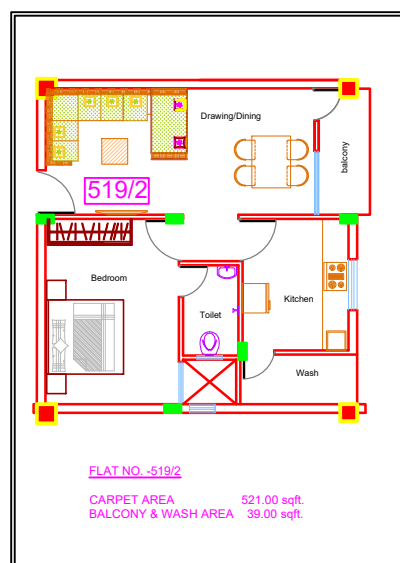 Drawing/Dining
balcony
519/2
Bedroom
Toilet
Kitchen
Wash
FLAT NO. -519/2
CARPET AREA 521.00 sqft.
BALCONY & WASH AREA 39.00 sqft.